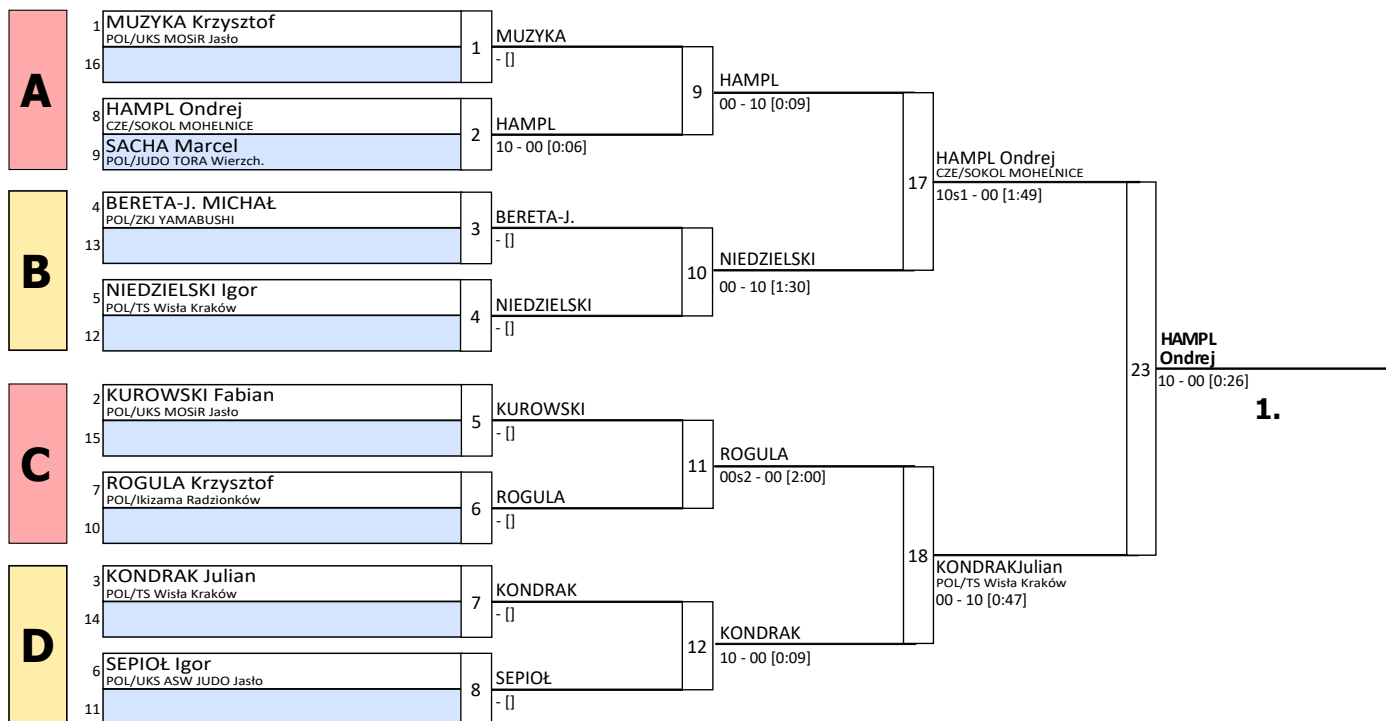 A
1 MUZYKA Krzysztof
POL/UKS MOSiR Jasło
16
1
MUZYKA
- []
8 HAMPL Ondrej
CZE/SOKOL MOHELNICE
9 SACHA Marcel
POL/JUDO TORA Wierzch.
2
HAMPL
10 - 00 [0:06]
9
HAMPL
00 - 10 [0:09]
B
4 BERETA-J. MICHAŁ
POL/ZKJ YAMABUSHI
13
3
BERETA-J.
- []
5 NIEDZIELSKI Igor
POL/TS Wisła Kraków
12
4
NIEDZIELSKI
- []
10
NIEDZIELSKI
00 - 10 [1:30]
17
HAMPL Ondrej
CZE/SOKOL MOHELNICE
10s1 - 00 [1:49]
C
2 KUROWSKI Fabian
POL/UKS MOSiR Jasło
15
5
KUROWSKI
- []
7 ROGULA Krzysztof
POL/Ikizama Radzionków
10
6
ROGULA
- []
11
ROGULA
00s2 - 00 [2:00]
D
3 KONDRAK Julian
POL/TS Wisła Kraków
14
7
KONDRAK
- []
6 SEPIOŁ Igor
POL/UKS ASW JUDO Jasło
11
8
SEPIOŁ
- []
12
KONDRAK
10 - 00 [0:09]
18
KONDRAKJulian
POL/TS Wisła Kraków
00 - 10 [0:47]
23
HAMPL
Ondrej
10 - 00 [0:26]
1.